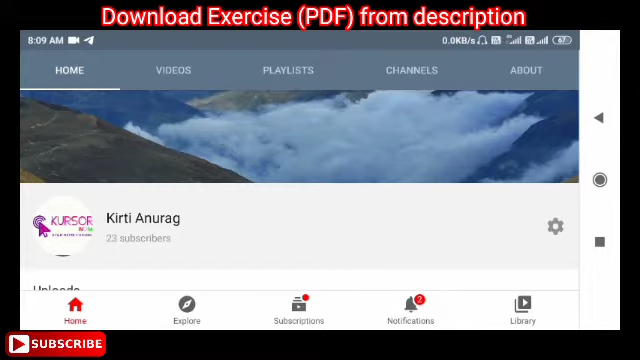 Download Exercise (PDF) from description
8:09 AM
0.0KB/s
67
HOME VIDEOS PLAYLISTS CHANNELS ABOUT
KURSOR
Kirti Anurag
23 subscribers
Uploads
2
Home Explore Subscriptions Notifications Library
SUBSCRIBE